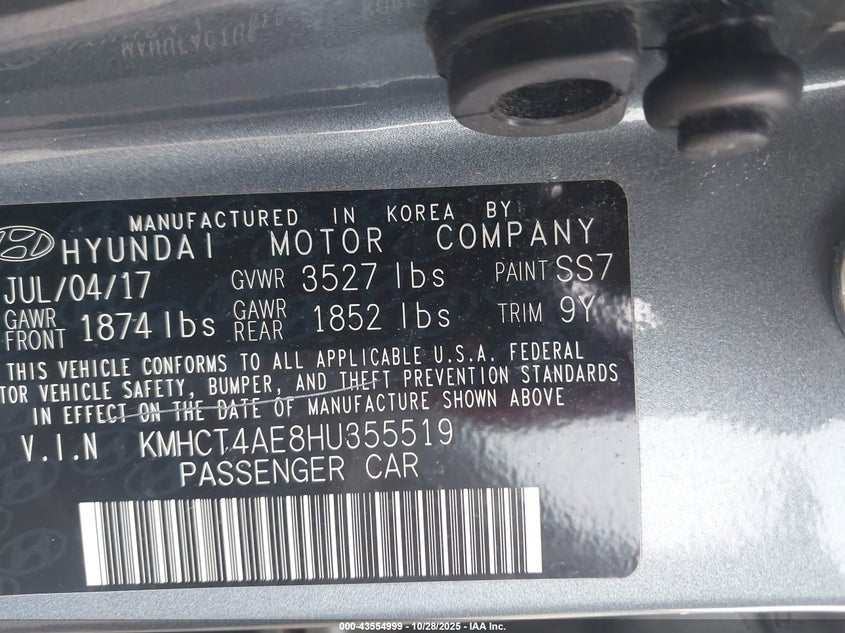 MANUFACTURED IN KOREA BY
HYUNDAI MOTOR COMPANY
JUL/04/17 GVWR 3527 lbs PAINT SS7
GAWR FRONT 1874 lbs GAWR REAR 1852 lbs TRIM 9Y
THIS VEHICLE CONFORMS TO ALL APPLICABLE U.S.A. FEDERAL
TOR VEHICLE SAFETY, BUMPER, AND THEFT PREVENTION STANDARDS
IN EFFECT ON THE DATE OF MANUFACTURE SHOWN ABOVE
V.I.N KMHCT4AE8HU355519
PASSENGER CAR
000-43554999 - 10/28/2025 - IAA Inc.